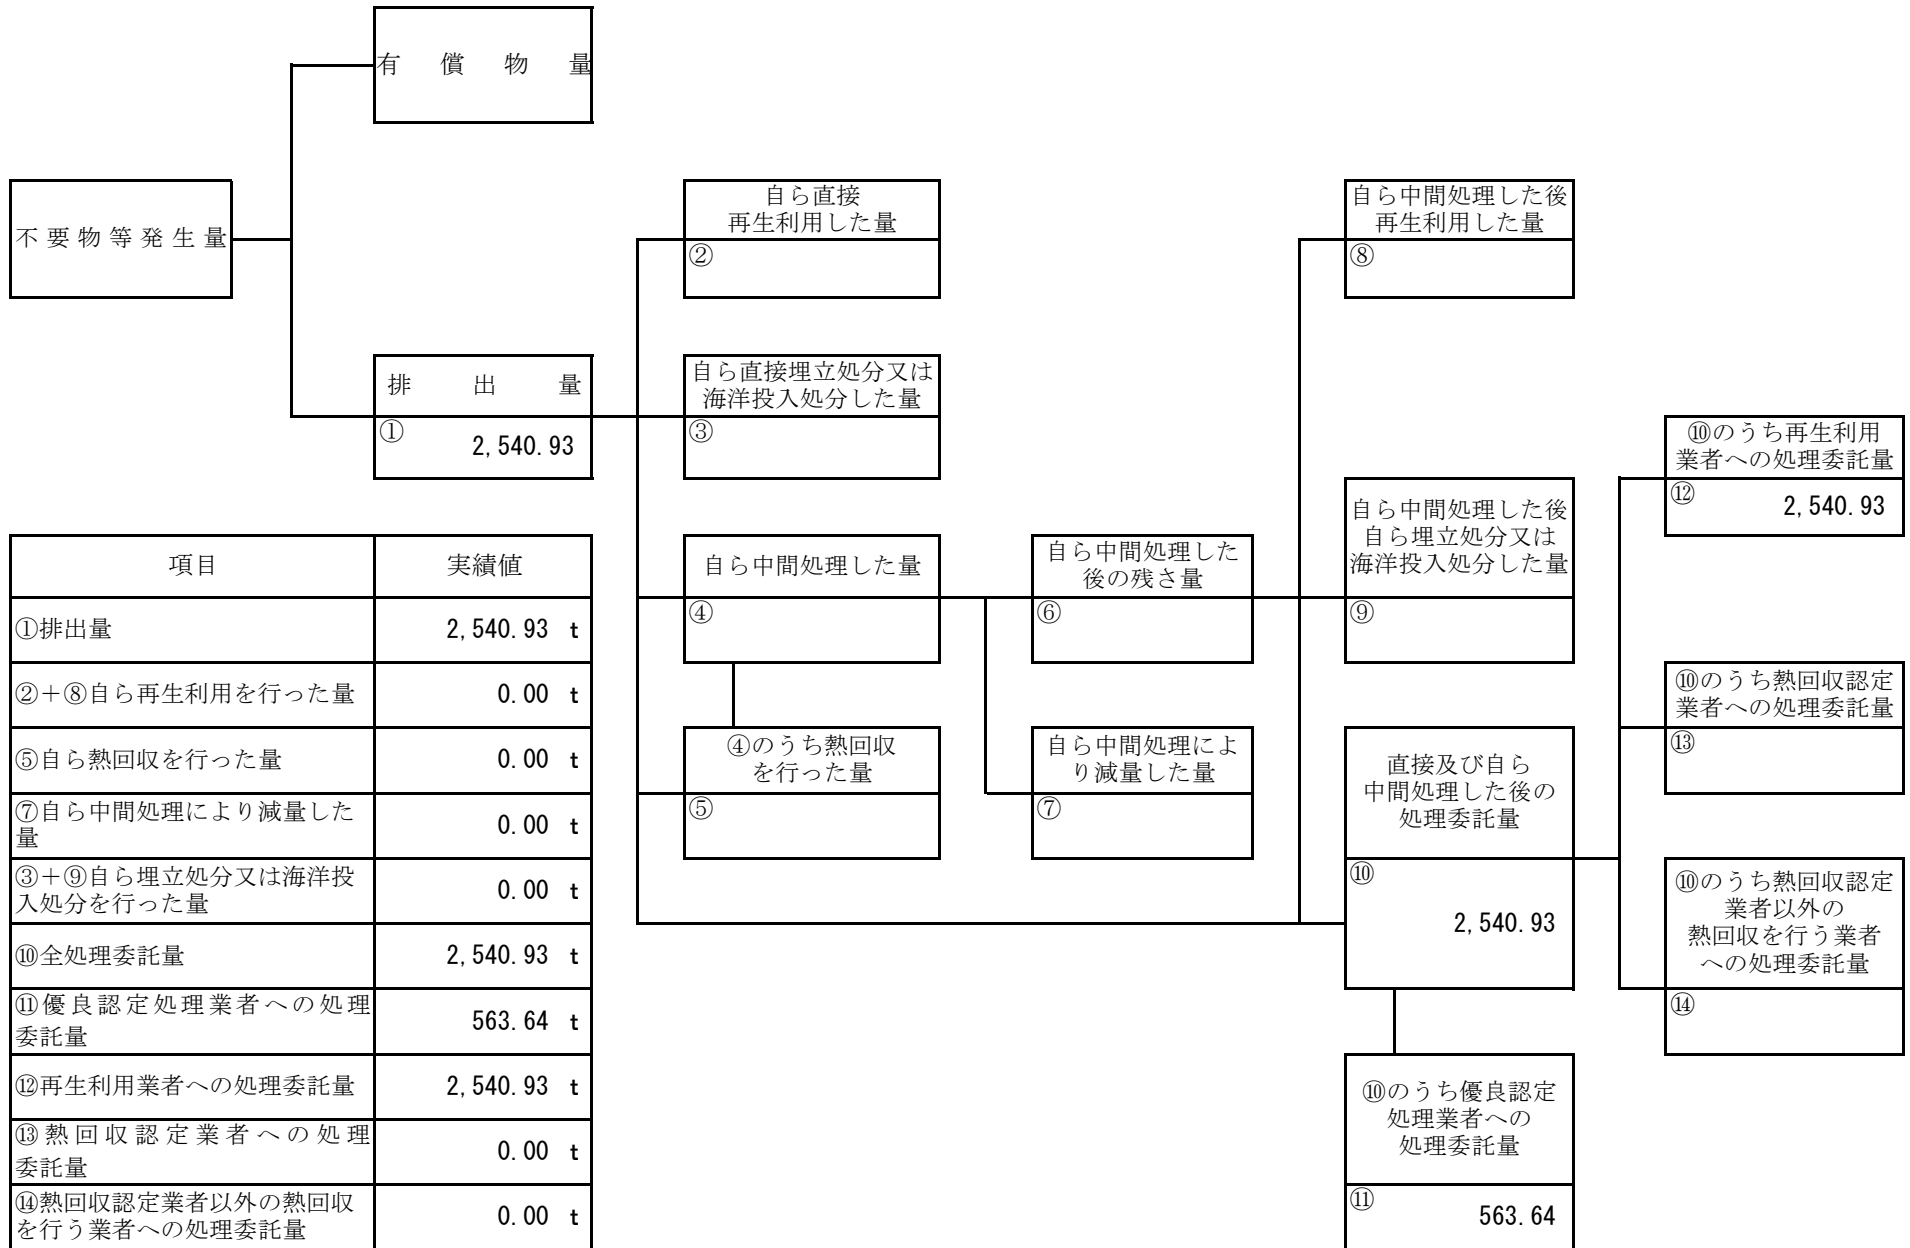 有償物量
不要物等発生量
自ら直接
再生利用した量
②
自ら中間処理した後
再生利用した量
⑧
排出量
① 2,540.93
自ら直接埋立処分又は
海洋投入処分した量
③
⑩のうち再生利用
業者への処理委託量
⑫ 2,540.93
自ら中間処理した量
④
自ら中間処理した
後の残さ量
⑥
自ら中間処理した後
自ら埋立処分又は
海洋投入処分した量
⑨
④のうち熱回収
を行った量
⑤
自ら中間処理によ
り減量した量
⑦
直接及び自ら
中間処理した後の
処理委託量
⑩
2,540.93
⑩のうち熱回収認定
業者への処理委託量
⑬
⑩のうち熱回収認定
業者以外の
熱回収を行う業者
への処理委託量
⑭
⑩のうち優良認定
処理業者への
処理委託量
⑪ 563.64
項目 実績値
①排出量 2,540.93 t
②+⑧自ら再生利用を行った量 0.00 t
⑤自ら熱回収を行った量 0.00 t
⑦自ら中間処理により減量した
量 0.00 t
③+⑨自ら埋立処分又は海洋投
入処分を行った量 0.00 t
⑩全処理委託量 2,540.93 t
⑪優良認定処理業者への処理
委託量 563.64 t
⑫再生利用業者への処理委託量 2,540.93 t
⑬熱回収認定業者への処理
委託量 0.00 t
⑭熱回収認定業者以外の熱回収
を行う業者への処理委託量 0.00 t